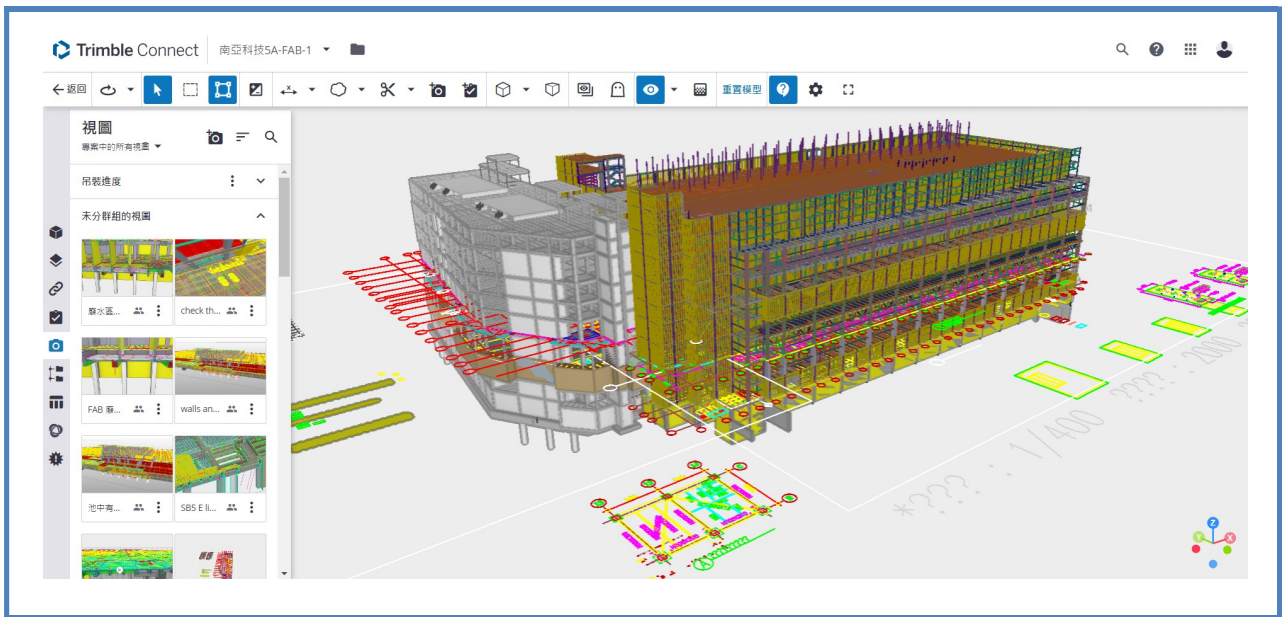 Trimble Connect
南亞科技5A-FAB-1
返回
重置模型
視圖
專案中的所有視圖
吊裝進度
未分群組的視圖
廢水區...
check th...
FAB 廢...
walls an...
池中有...
SB5 E li...
*???? : 1/400 ???? : 2000
Z
Y
X